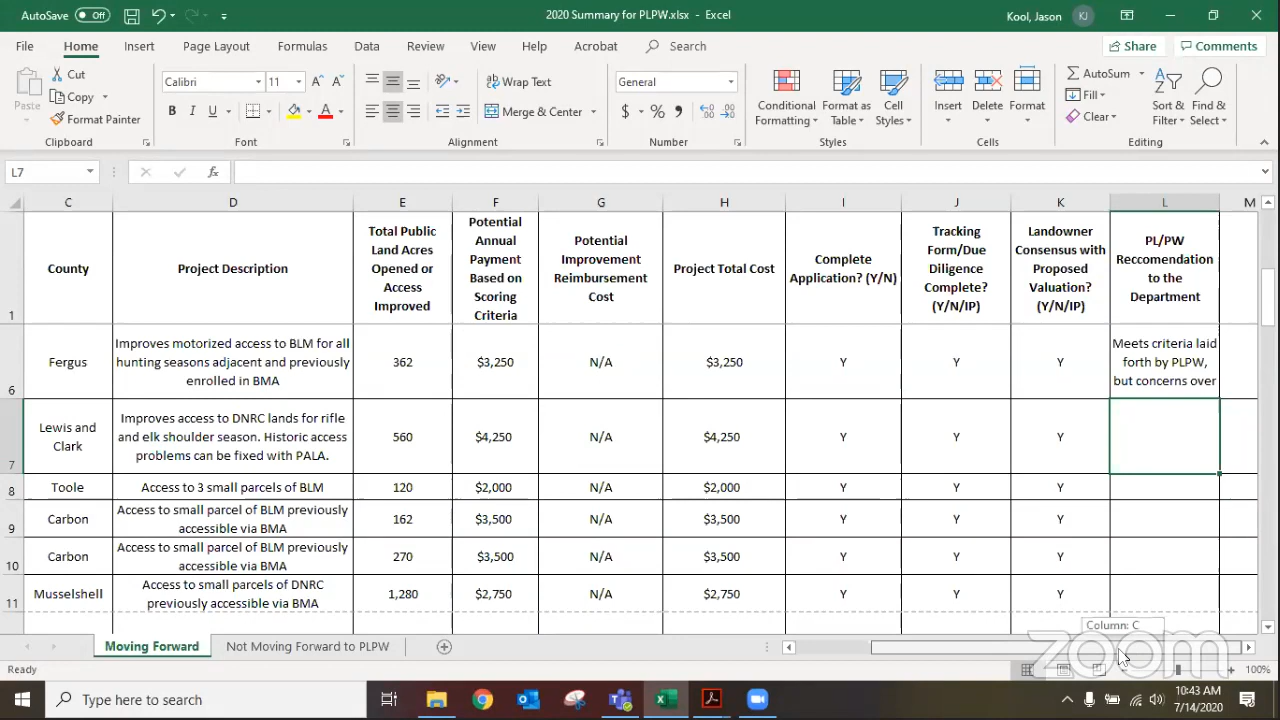 AutoSave Off 2020 Summary for PLPW.xlsx - Excel Kool, Jason KJ
File Home Insert Page Layout Formulas Data Review View Help Acrobat Search Share Comments
Paste Cut Copy Format Painter Clipboard
Calibri 11 A A B I U A Font
ab Wrap Text Merge & Center Alignment
General $ % 9 Number
Conditional Formatting Format as Table Cell Styles Styles
Insert Delete Format Cells
AutoSum Fill Clear Sort & Filter Find & Select Editing
L7 fx
C D E F G H I J K L M
1
County
Project Description
Total Public
Land Acres
Opened or
Access
Improved
Potential
Annual
Payment
Based on
Scoring
Criteria
Potential
Improvement
Reimbursement
Cost
Project Total Cost
Complete
Application? (Y/N)
Tracking
Form/Due
Diligence
Complete?
(Y/N/IP)
Landowner
Consensus with
Proposed
Valuation?
(Y/N/IP)
PL/PW
Reccomendation
to the
Department
6
Fergus
Improves motorized access to BLM for all
hunting seasons adjacent and previously
enrolled in BMA
362 $3,250 N/A $3,250 Y Y Y
Meets criteria laid
forth by PLPW,
but concerns over
7
Lewis and
Clark
Improves access to DNRC lands for rifle
and elk shoulder season. Historic access
problems can be fixed with PALA.
560 $4,250 N/A $4,250 Y Y Y
8 Toole Access to 3 small parcels of BLM 120 $2,000 N/A $2,000 Y Y Y
9
Carbon
Access to small parcel of BLM previously
accessible via BMA
162 $3,500 N/A $3,500 Y Y Y
10
Carbon
Access to small parcel of BLM previously
accessible via BMA
270 $3,500 N/A $3,500 Y Y Y
11
Musselshell
Access to small parcels of DNRC
previously accessible via BMA
1,280 $2,750 N/A $2,750 Y Y Y
Column: C
Moving Forward Not Moving Forward to PLPW
zoom
Ready 100%
Type here to search
10:43 AM
7/14/2020